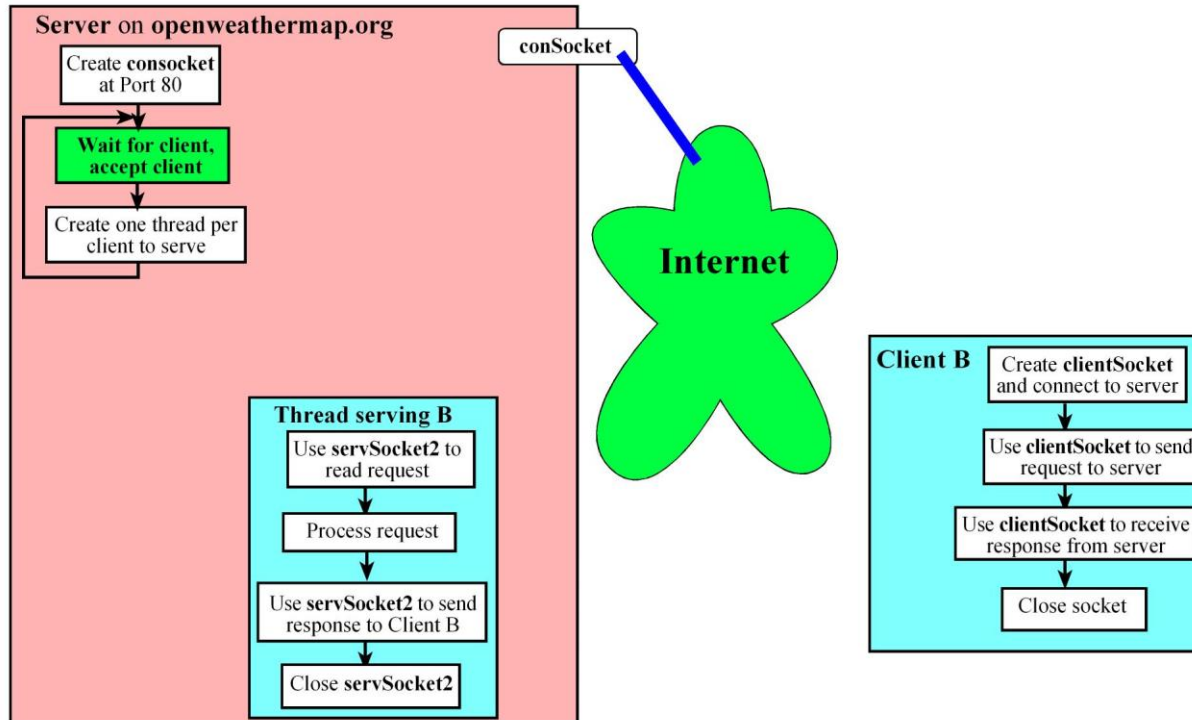 Server on openweathermap.org
Create consocket
at Port 80
Wait for client,
accept client
Create one thread per
client to serve
conSocket
Internet
Thread serving B
Use servSocket2 to
read request
Process request
Use servSocket2 to send
response to Client B
Close servSocket2
Client B
Create clientSocket
and connect to server
Use clientSocket to send
request to server
Use clientSocket to receive
response from server
Close socket